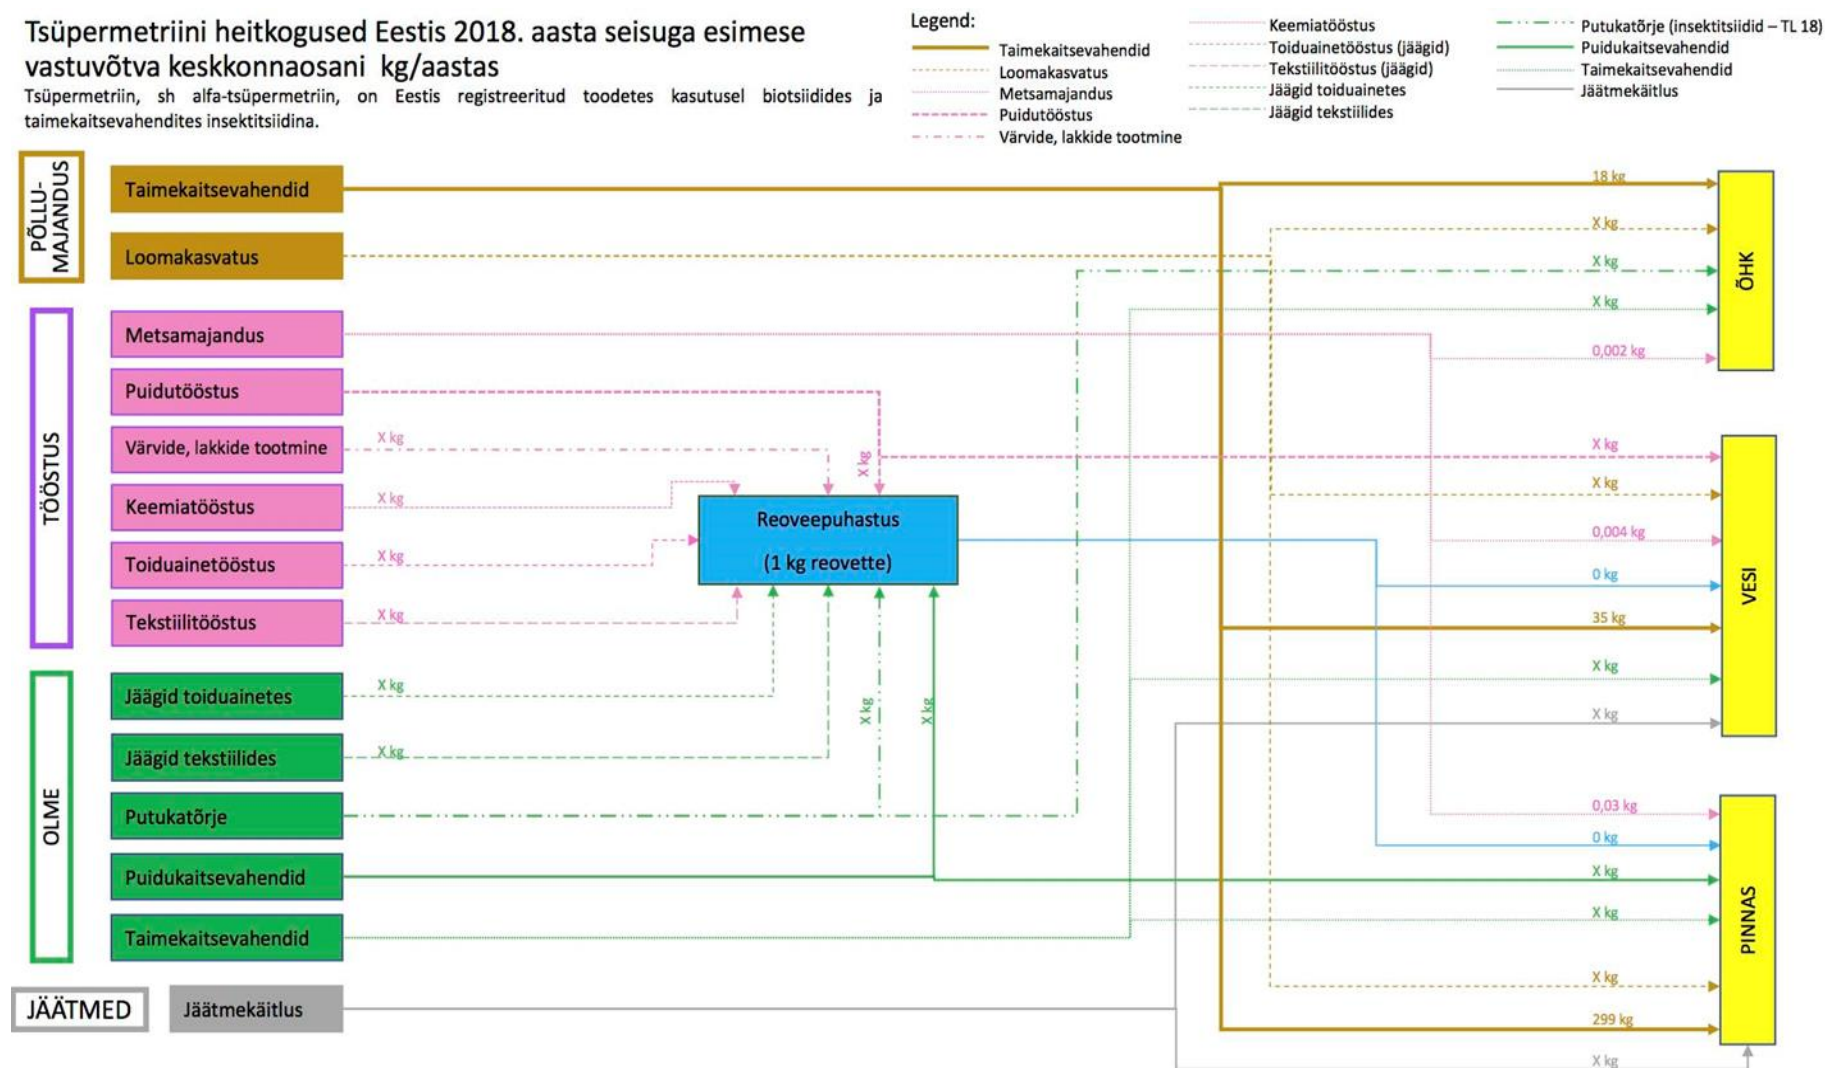 Tsüpermetriini heitkogused Eestis 2018. aasta seisuga esimese
vastuvõtva keskkonnaosani kg/aastas
Tsüpermetriin, sh alfa-tsüpermetriin, on Eestis registreeritud toodetes kasutusel biotsiidides ja
taimekaitsevahendites insektitsiidina.
Legend:
Taimekaitsevahendid
Loomakasvatus
Metsamajandus
Puidutööstus
Värvide, lakkide tootmine
Keemiatööstus
Toiduainetööstus (jäägid)
Tekstiilitööstus (jäägid)
Jäägid toiduainetes
Jäägid tekstiilides
Putukatõrje (insektitsiidid – TL 18)
Puidukaitsevahendid
Taimekaitsevahendid
Jäätmekäitlus
PÕLLU-
MAJANDUS
Taimekaitsevahendid
Loomakasvatus
TÖÖSTUS
Metsamajandus
Puidutööstus
Värvide, lakkide tootmine
Keemiatööstus
Toiduainetööstus
Tekstiilitööstus
OLME
Jäägid toiduainetes
Jäägid tekstiilides
Putukatõrje
Puidukaitsevahendid
Taimekaitsevahendid
JÄÄTMED
Jäätmekäitlus
X kg
X kg
X kg
X kg
X kg
X kg
X kg
Reoveepuhastus
(1 kg reovette)
X kg
X kg
18 kg
X kg
X kg
X kg
0,002 kg
ÕHK
X kg
X kg
0,004 kg
0 kg
35 kg
X kg
X kg
VESI
0,03 kg
0 kg
X kg
X kg
X kg
299 kg
X kg
PINNAS